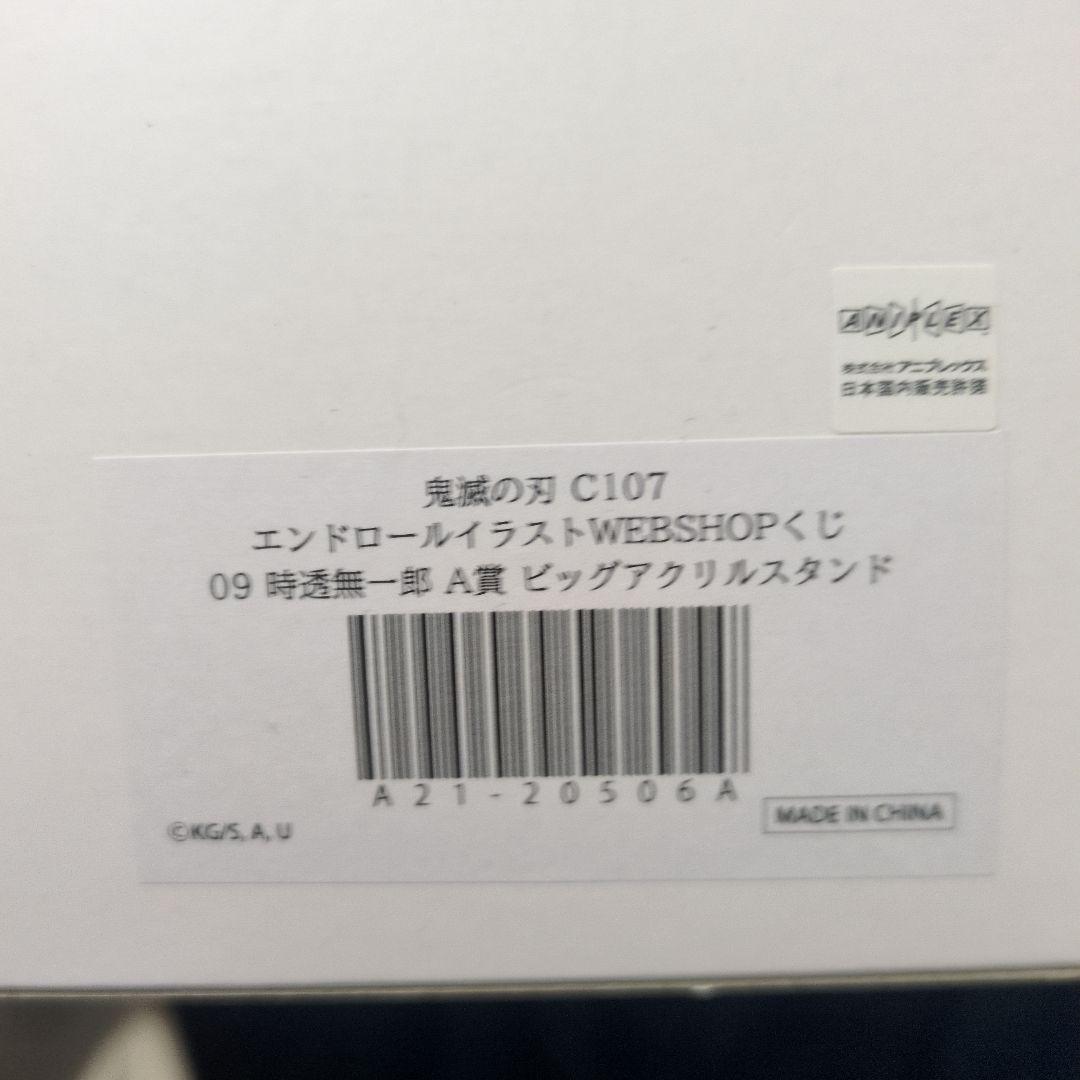 ANIPLEX
株式会社アニプレックス
日本国内販売許諾
鬼滅の刃 C107
エンドロールイラストWEBSHOPくじ
09 時透無一郎 A賞 ビッグアクリルスタンド
A21-20506A
MADE IN CHINA
©KG/S, A, U